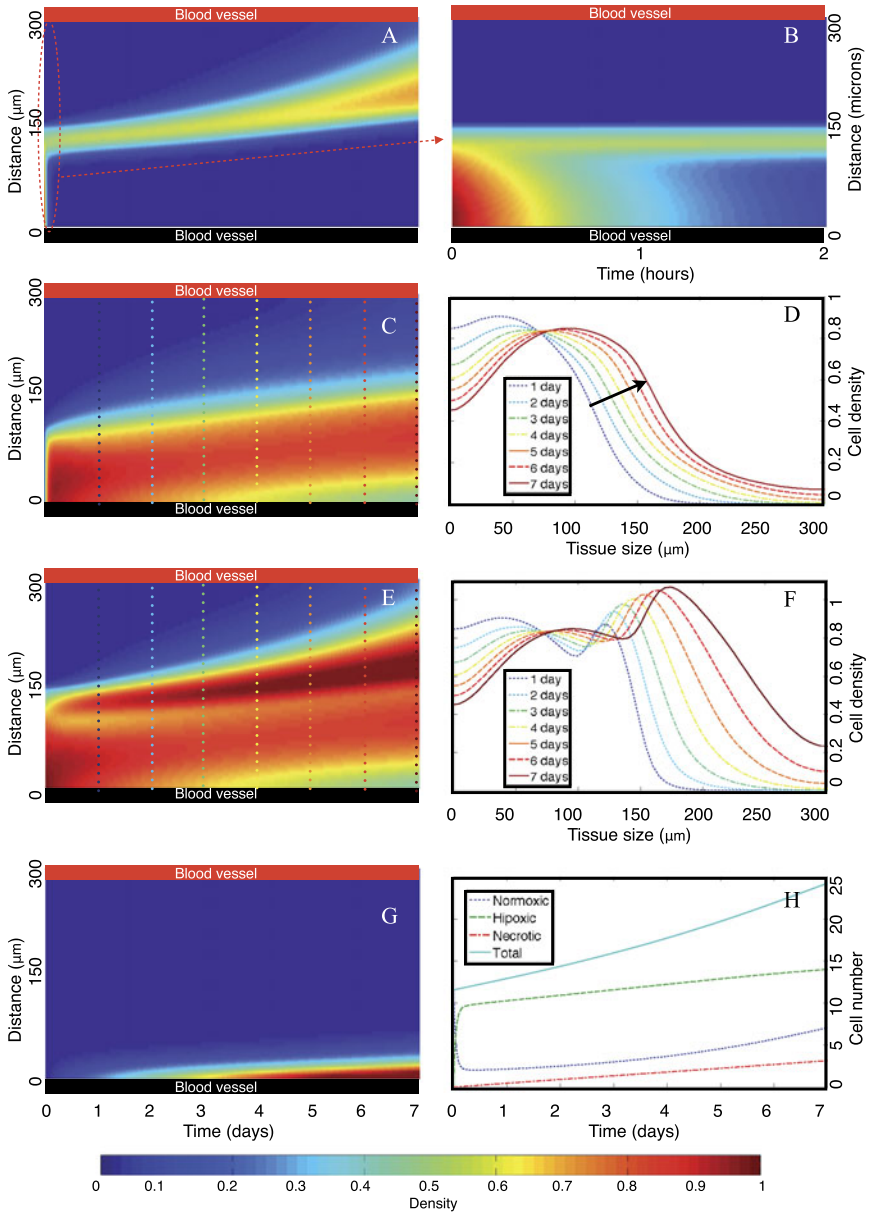 Blood vessel
A
300
150
0
Distance (µm)
Blood vessel
Blood vessel
B
300
150
0
Distance (microns)
Blood vessel
0
1
2
Time (hours)
Blood vessel
C
300
150
0
Distance (µm)
Blood vessel
D
1 day
2 days
3 days
4 days
5 days
6 days
7 days
1
0.8
0.6
0.4
0.2
0
Cell density
0
50
100
150
200
250
300
Tissue size (µm)
Blood vessel
E
300
150
0
Distance (µm)
Blood vessel
F
1 day
2 days
3 days
4 days
5 days
6 days
7 days
1
0.8
0.6
0.4
0.2
0
Cell density
0
50
100
150
200
250
300
Tissue size (µm)
Blood vessel
G
300
150
0
Distance (µm)
Blood vessel
0
1
2
3
4
5
6
7
Time (days)
H
Normoxic
Hipoxic
Necrotic
Total
25
20
15
10
5
0
Cell number
0
1
2
3
4
5
6
7
Time (days)
0
0.1
0.2
0.3
0.4
0.5
0.6
0.7
0.8
0.9
1
Density